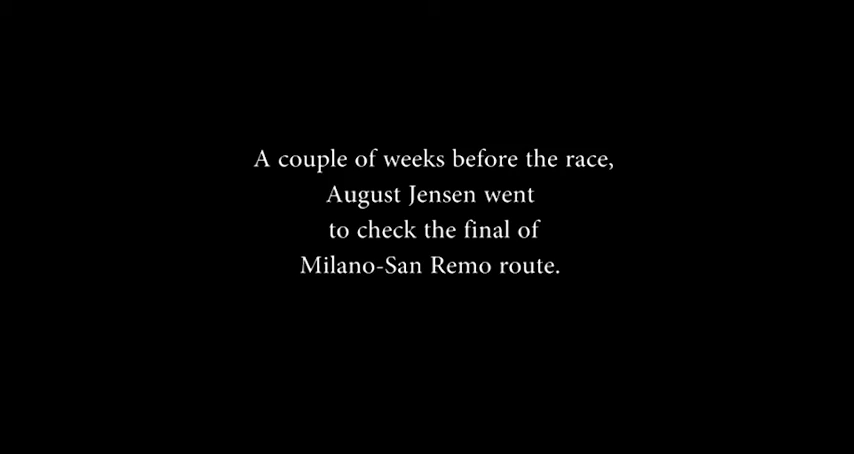 A couple of weeks before the race,
August Jensen went
to check the final of
Milano-San Remo route.